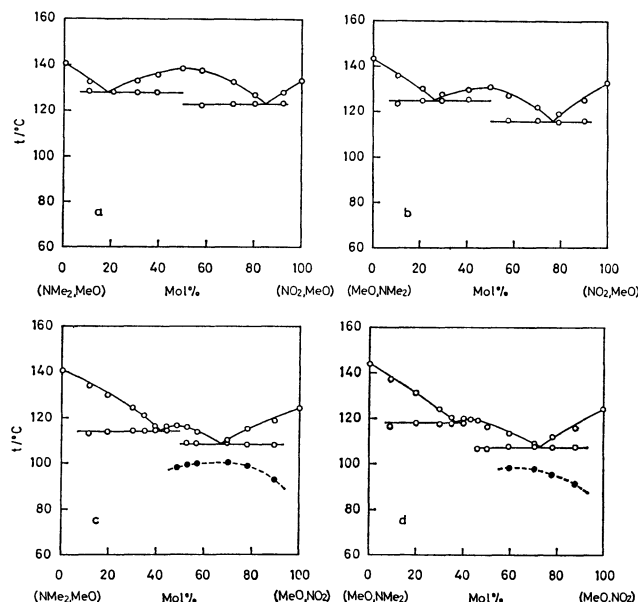 160
140
120
100
80
60
t/°C
a
0 20 40 60 80 100
(NMe₂,MeO) Mol% (NO₂,MeO)
160
140
120
100
80
60
b
0 20 40 60 80 100
(MeO,NMe₂) Mol% (NO₂,MeO)
160
140
120
100
80
60
t/°C
c
0 20 40 60 80 100
(NMe₂,MeO) Mol% (MeO,NO₂)
160
140
120
100
80
60
d
0 20 40 60 80 100
(MeO,NMe₂) Mol% (MeO,NO₂)